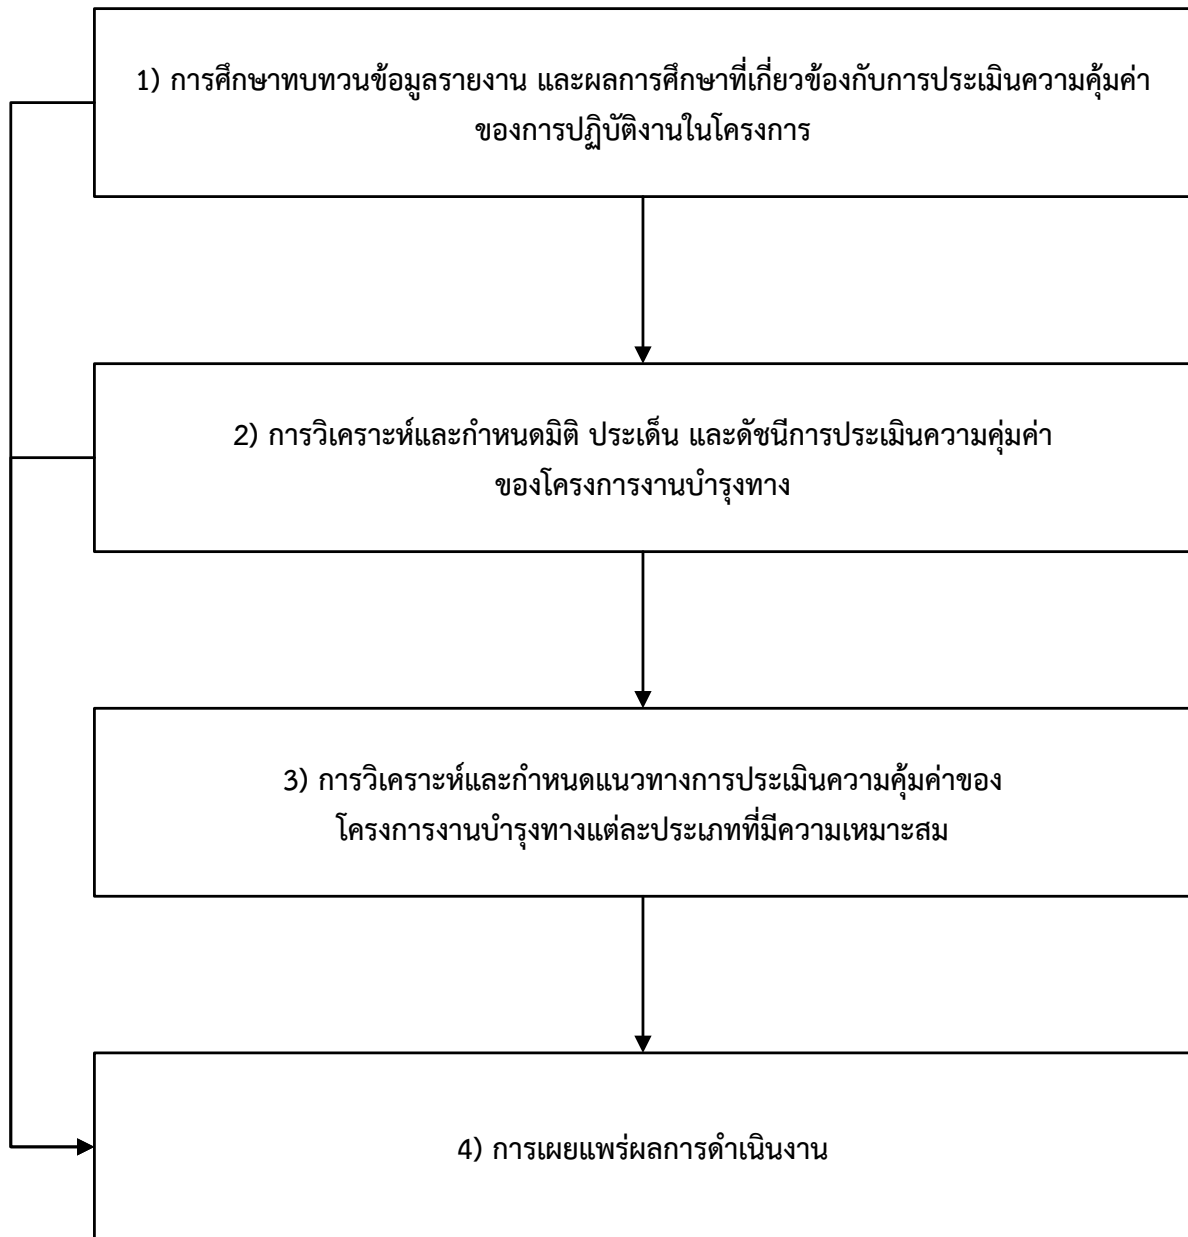 1) การศึกษาทบทวนข้อมูลรายงาน และผลการศึกษาที่เกี่ยวข้องกับการประเมินความคุ้มค่า
ของการปฏิบัติงานในโครงการ
2) การวิเคราะห์และกำหนดมิติ ประเด็น และดัชนีการประเมินความคุ่มค่า
ของโครงการงานบำรุงทาง
3) การวิเคราะห์และกำหนดแนวทางการประเมินความคุ้มค่าของ
โครงการงานบำรุงทางแต่ละประเภทที่มีความเหมาะสม
4) การเผยแพร่ผลการดำเนินงาน